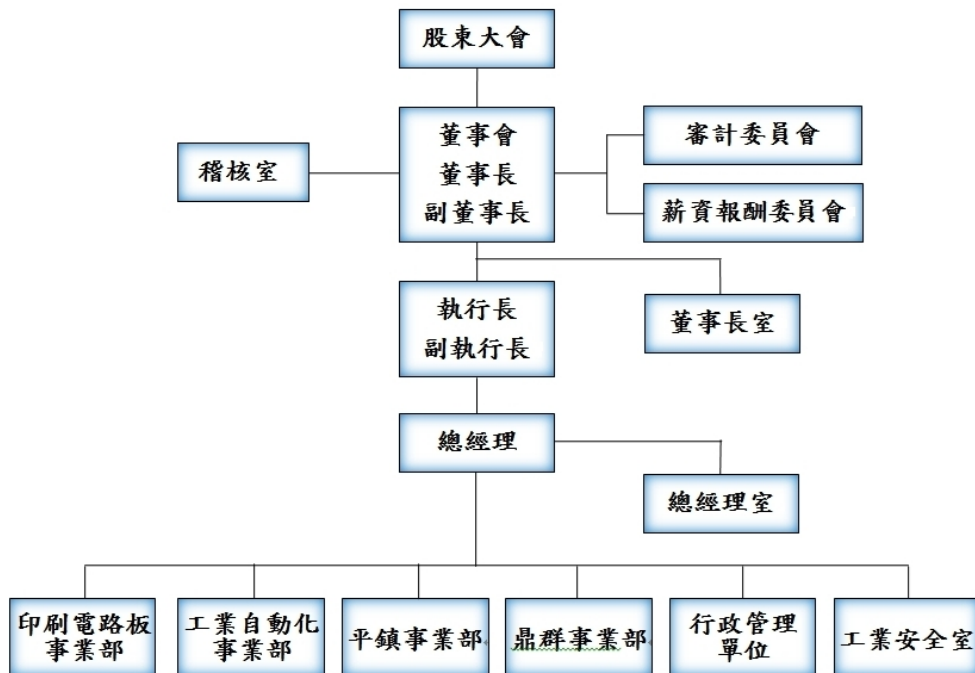 股東大會
董事會
董事長
副董事長
稽核室
審計委員會
薪資報酬委員會
執行長
副執行長
董事長室
總經理
總經理室
印刷電路板
事業部
工業自動化
事業部
平鎮事業部
鼎群事業部
行政管理
單位
工業安全室